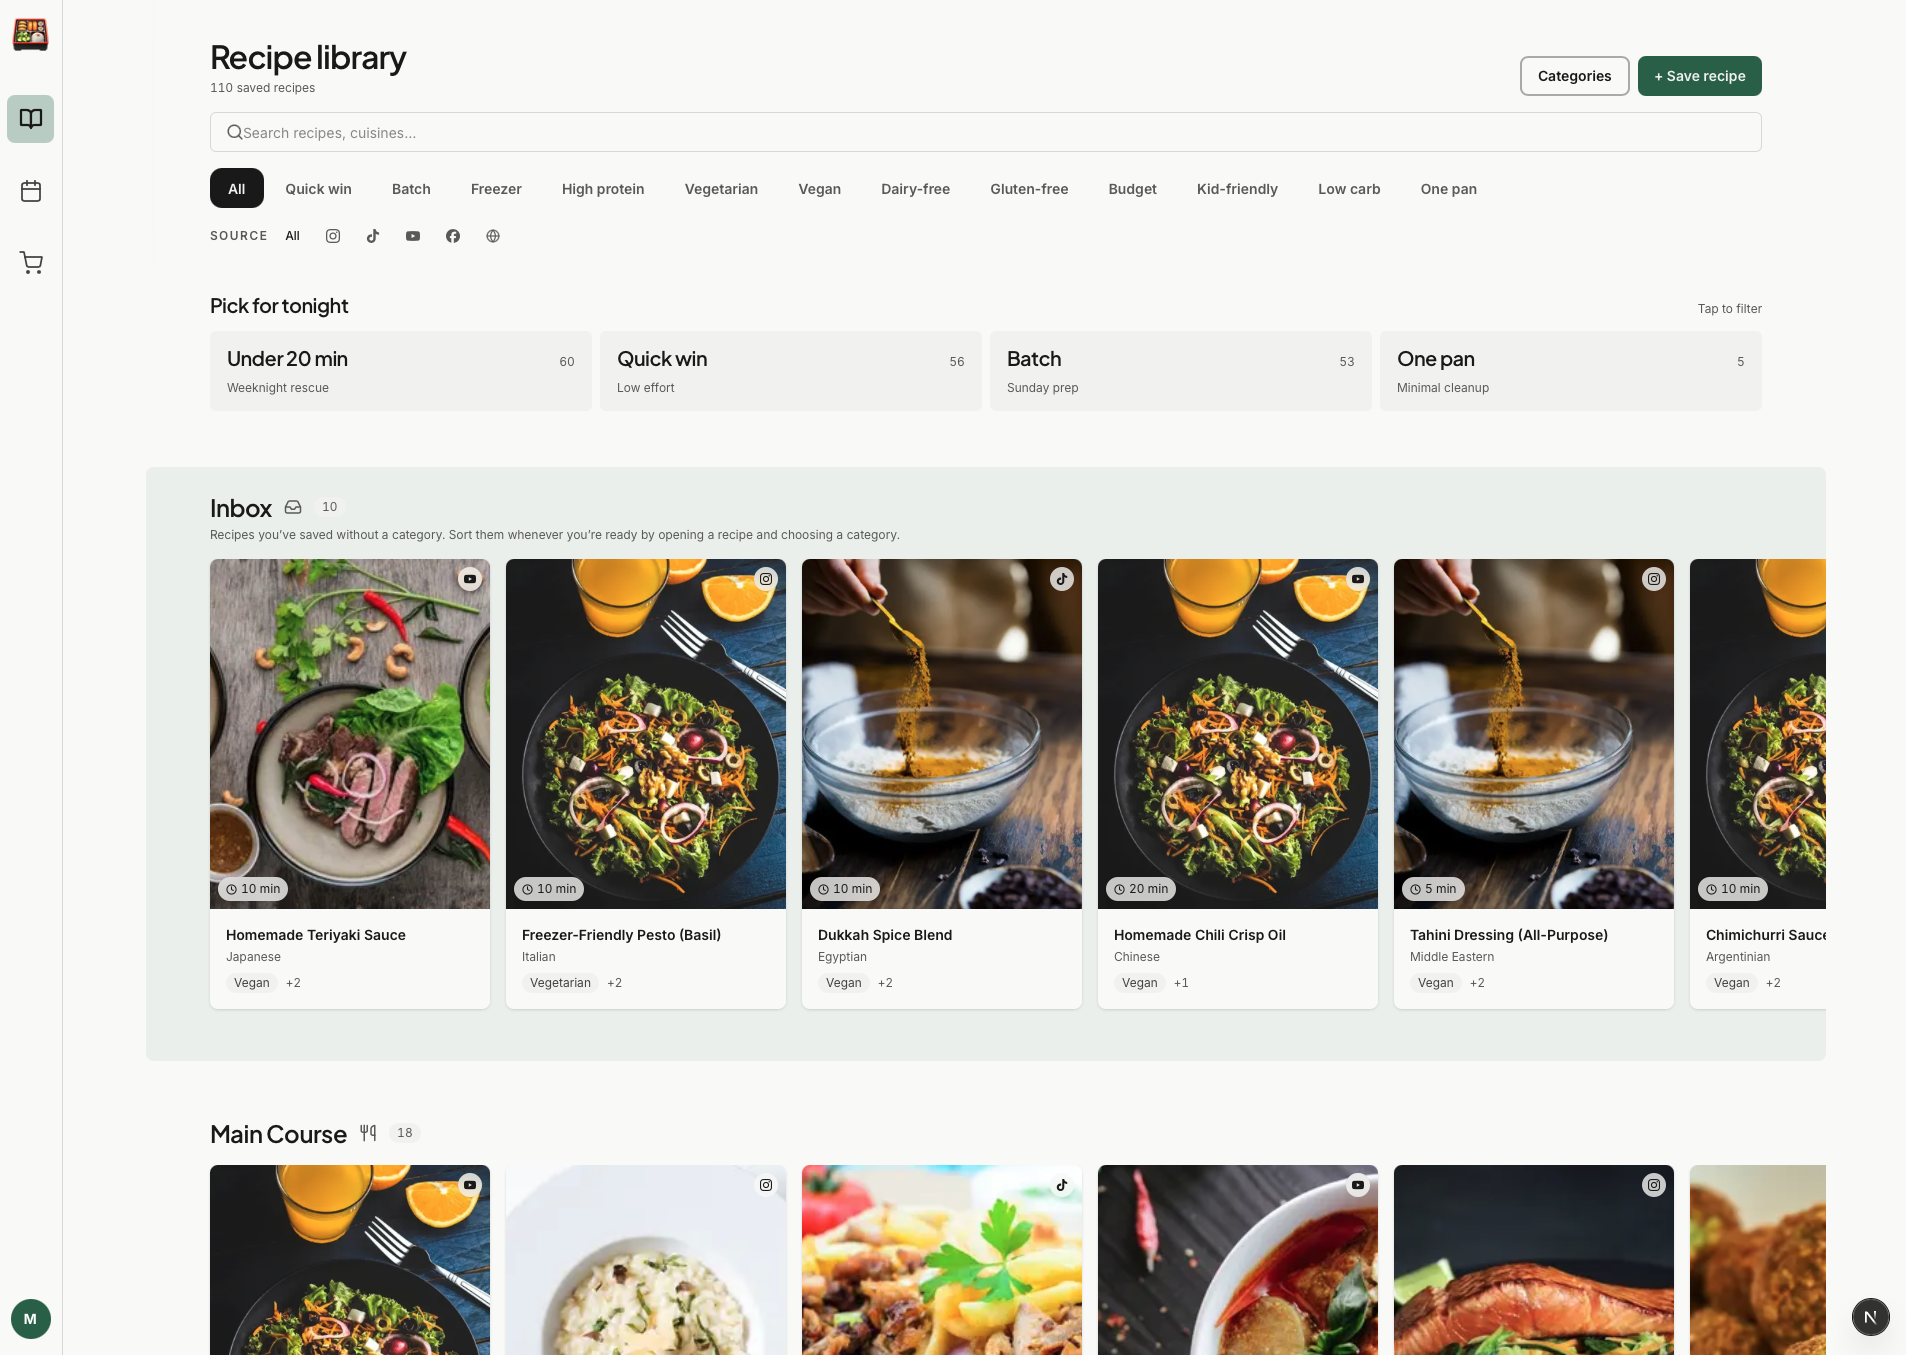 Recipe library
110 saved recipes
Categories
+ Save recipe
Search recipes, cuisines...
All Quick win Batch Freezer High protein Vegetarian Vegan Dairy-free Gluten-free Budget Kid-friendly Low carb One pan
SOURCE All
Pick for tonight
Tap to filter
Under 20 min 60
Weeknight rescue
Quick win 56
Low effort
Batch 53
Sunday prep
One pan 5
Minimal cleanup
Inbox 10
Recipes you've saved without a category. Sort them whenever you're ready by opening a recipe and choosing a category.
10 min
Homemade Teriyaki Sauce
Japanese
Vegan +2
10 min
Freezer-Friendly Pesto (Basil)
Italian
Vegetarian +2
10 min
Dukkah Spice Blend
Egyptian
Vegan +2
20 min
Homemade Chili Crisp Oil
Chinese
Vegan +1
5 min
Tahini Dressing (All-Purpose)
Middle Eastern
Vegan +2
10 min
Chimichurri Sauce
Argentinian
Vegan +2
Main Course 18
M
N